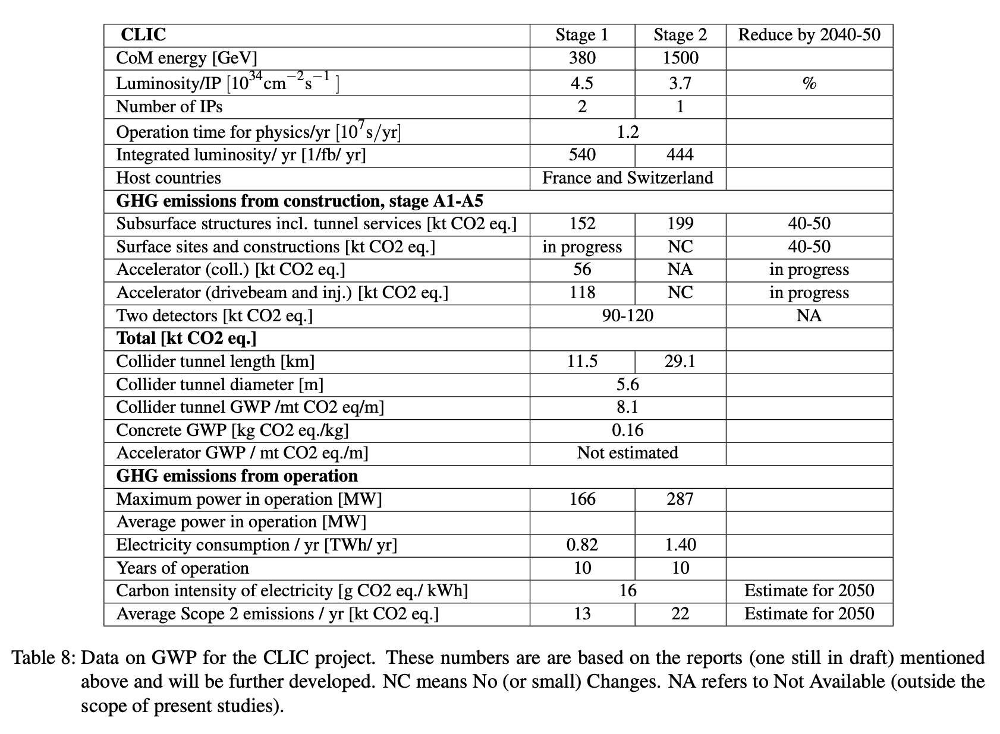 CLIC Stage 1 Stage 2 Reduce by 2040-50
CoM energy [GeV] 380 1500
Luminosity/IP [10^34 cm^−2 s^−1 ] 4.5 3.7 %
Number of IPs 2 1
Operation time for physics/yr [10^7 s/yr] 1.2
Integrated luminosity/ yr [1/fb/ yr] 540 444
Host countries France and Switzerland
GHG emissions from construction, stage A1-A5
Subsurface structures incl. tunnel services [kt CO2 eq.] 152 199 40-50
Surface sites and constructions [kt CO2 eq.] in progress NC 40-50
Accelerator (coll.) [kt CO2 eq.] 56 NA in progress
Accelerator (drivebeam and inj.) [kt CO2 eq.] 118 NC in progress
Two detectors [kt CO2 eq.] 90-120 NA
Total [kt CO2 eq.]
Collider tunnel length [km] 11.5 29.1
Collider tunnel diameter [m] 5.6
Collider tunnel GWP /mt CO2 eq/m] 8.1
Concrete GWP [kg CO2 eq./kg] 0.16
Accelerator GWP / mt CO2 eq./m] Not estimated
GHG emissions from operation
Maximum power in operation [MW] 166 287
Average power in operation [MW]
Electricity consumption / yr [TWh/ yr] 0.82 1.40
Years of operation 10 10
Carbon intensity of electricity [g CO2 eq./ kWh] 16 Estimate for 2050
Average Scope 2 emissions / yr [kt CO2 eq.] 13 22 Estimate for 2050
Table 8: Data on GWP for the CLIC project. These numbers are are based on the reports (one still in draft) mentioned
above and will be further developed. NC means No (or small) Changes. NA refers to Not Available (outside the
scope of present studies).